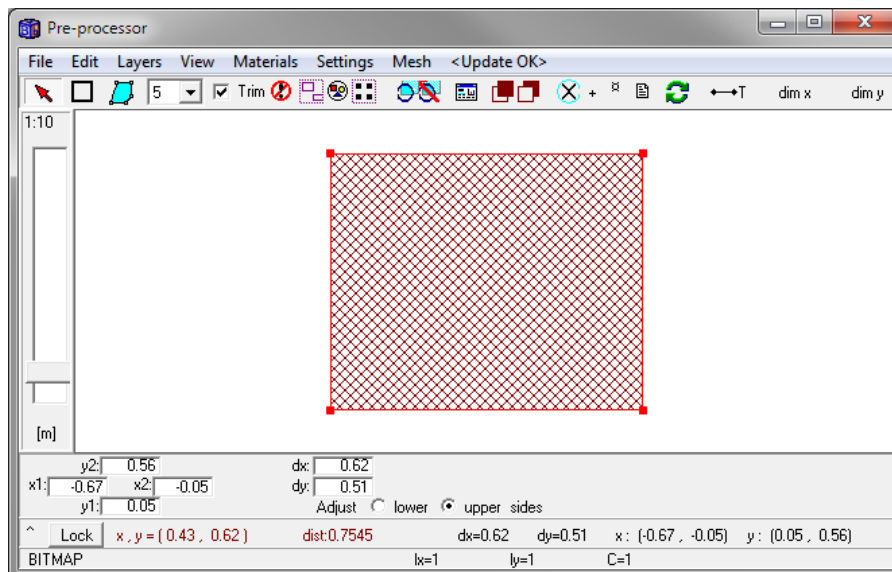 Pre-processor
File Edit Layers View Materials Settings Mesh <Update OK>
5 Trim T dim x dim y
1:10
[m]
y2: 0.56 dx: 0.62
x1: -0.67 x2: -0.05 dy: 0.51
y1: 0.05 Adjust lower upper sides
^ Lock x , y = ( 0.43 , 0.62 ) dist:0.7545 dx=0.62 dy=0.51 x : (-0.67 , -0.05) y : (0.05 , 0.56)
BITMAP Ix=1 Iy=1 C=1